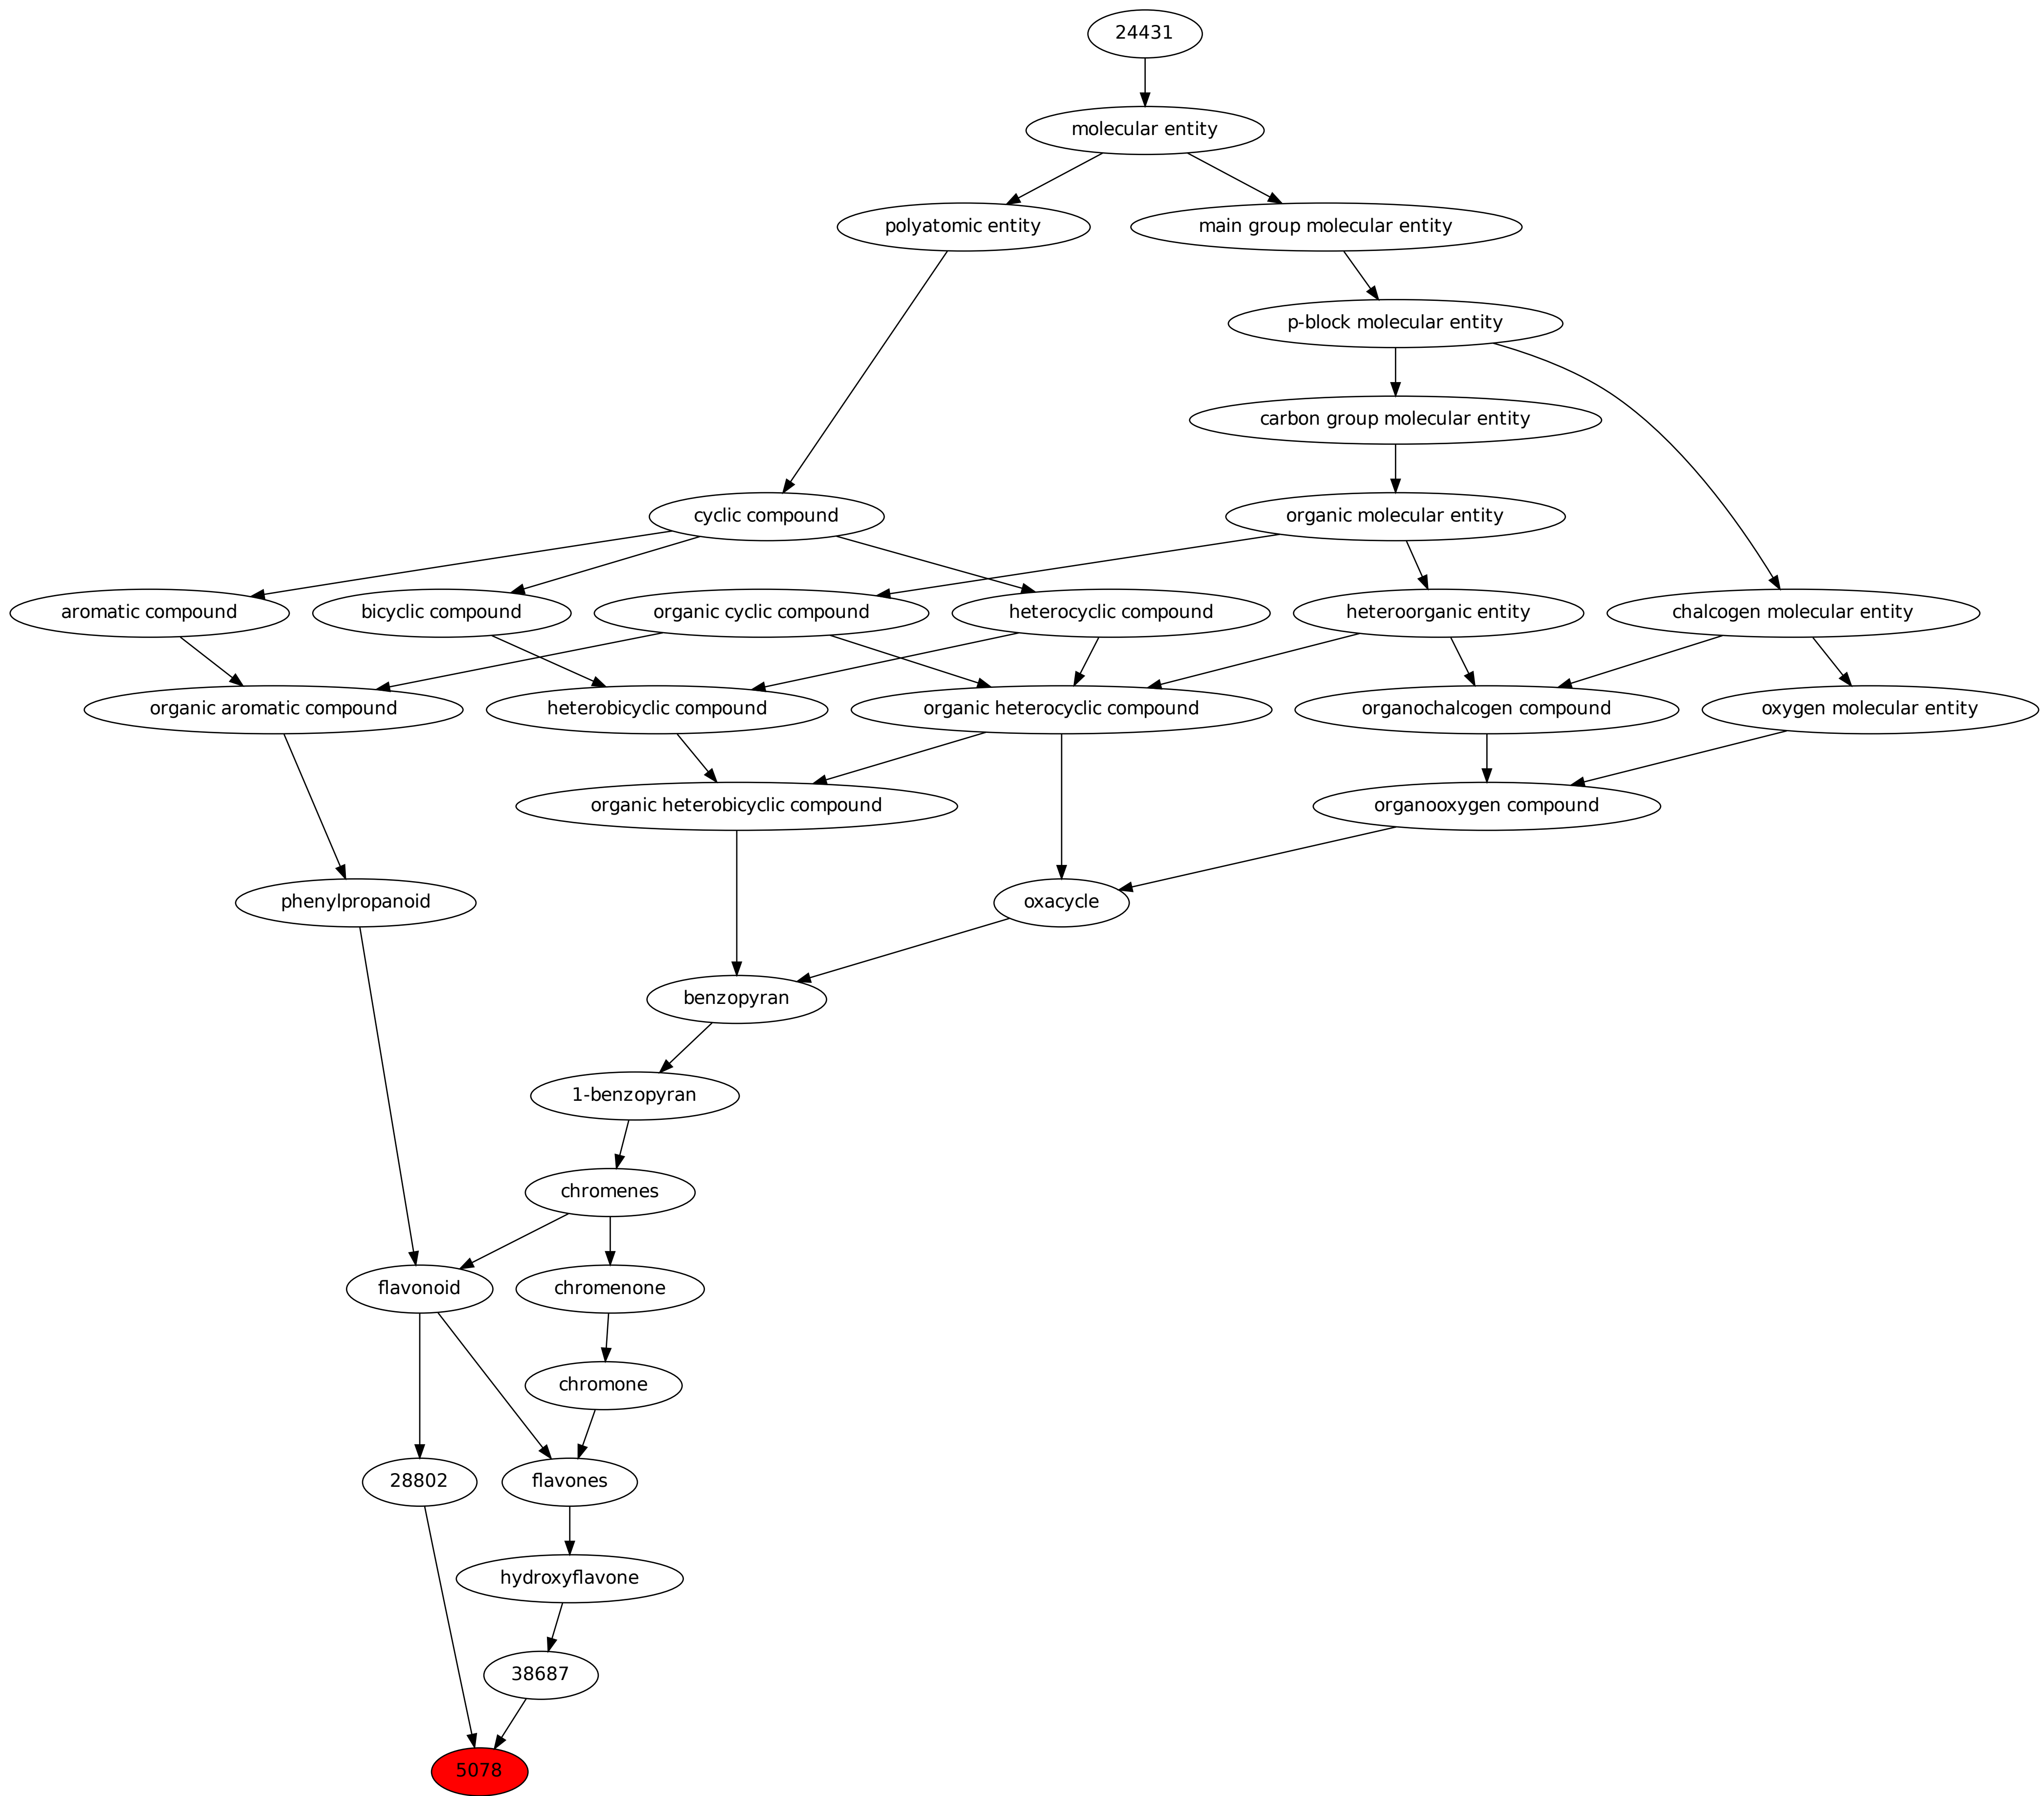 24431
molecular entity
polyatomic entity
main group molecular entity
p-block molecular entity
carbon group molecular entity
cyclic compound
organic molecular entity
aromatic compound
bicyclic compound
organic cyclic compound
heterocyclic compound
heteroorganic entity
chalcogen molecular entity
organic aromatic compound
heterobicyclic compound
organic heterocyclic compound
organochalcogen compound
oxygen molecular entity
organic heterobicyclic compound
organooxygen compound
phenylpropanoid
oxacycle
benzopyran
1-benzopyran
chromenes
flavonoid
chromenone
chromone
28802
flavones
hydroxyflavone
38687
5078